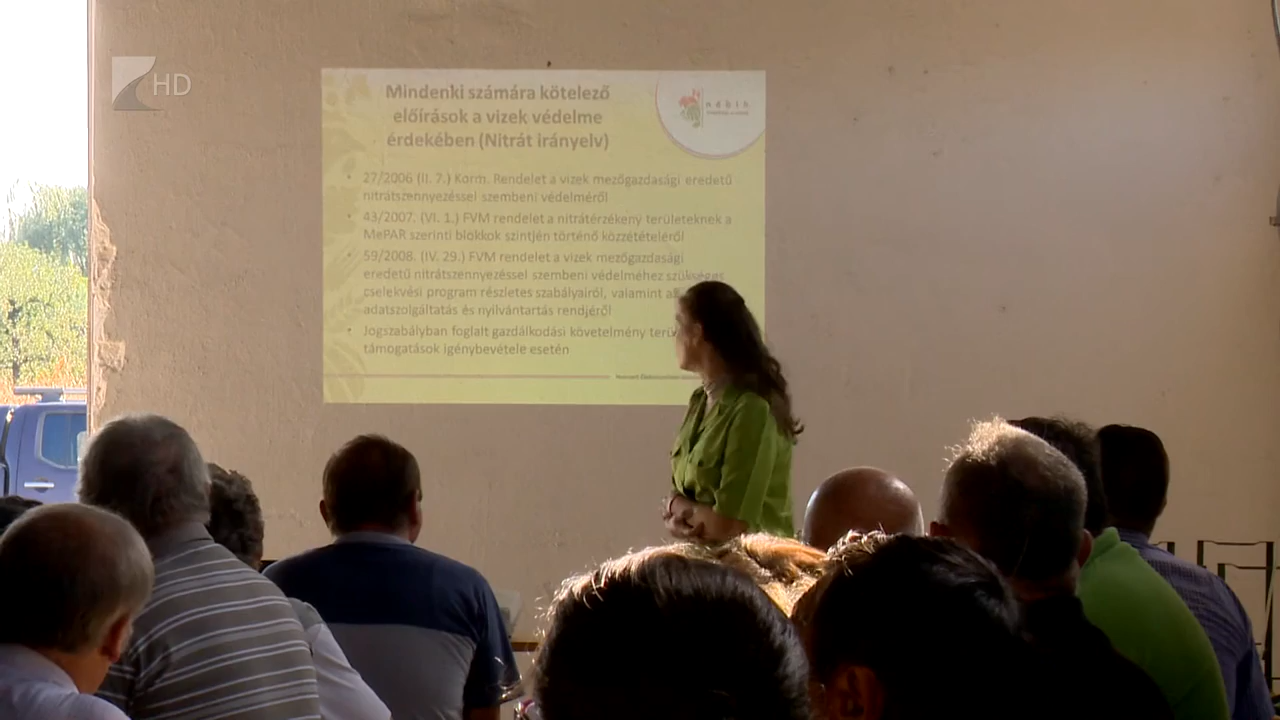 HD
Mindenki számára kötelező
előírások a vizek védelme
érdekében (Nitrát irányelv)
nébih
• 27/2006 (II. 7.) Korm. Rendelet a vizek mezőgazdasági eredetű
nitrátszennyezéssel szembeni védelméről
• 43/2007. (VI. 1.) FVM rendelet a nitrátérzékeny területeknek a
MePAR szerinti blokkok szintjén történő közzétételéről
• 59/2008. (IV. 29.) FVM rendelet a vizek mezőgazdasági
eredetű nitrátszennyezéssel szembeni védelméhez szükséges
cselekvési program részletes szabályairól, valamint a
adatszolgáltatás és nyilvántartás rendjéről
• Jogszabályban foglalt gazdálkodási követelmény terü
támogatások igénybevétele esetén